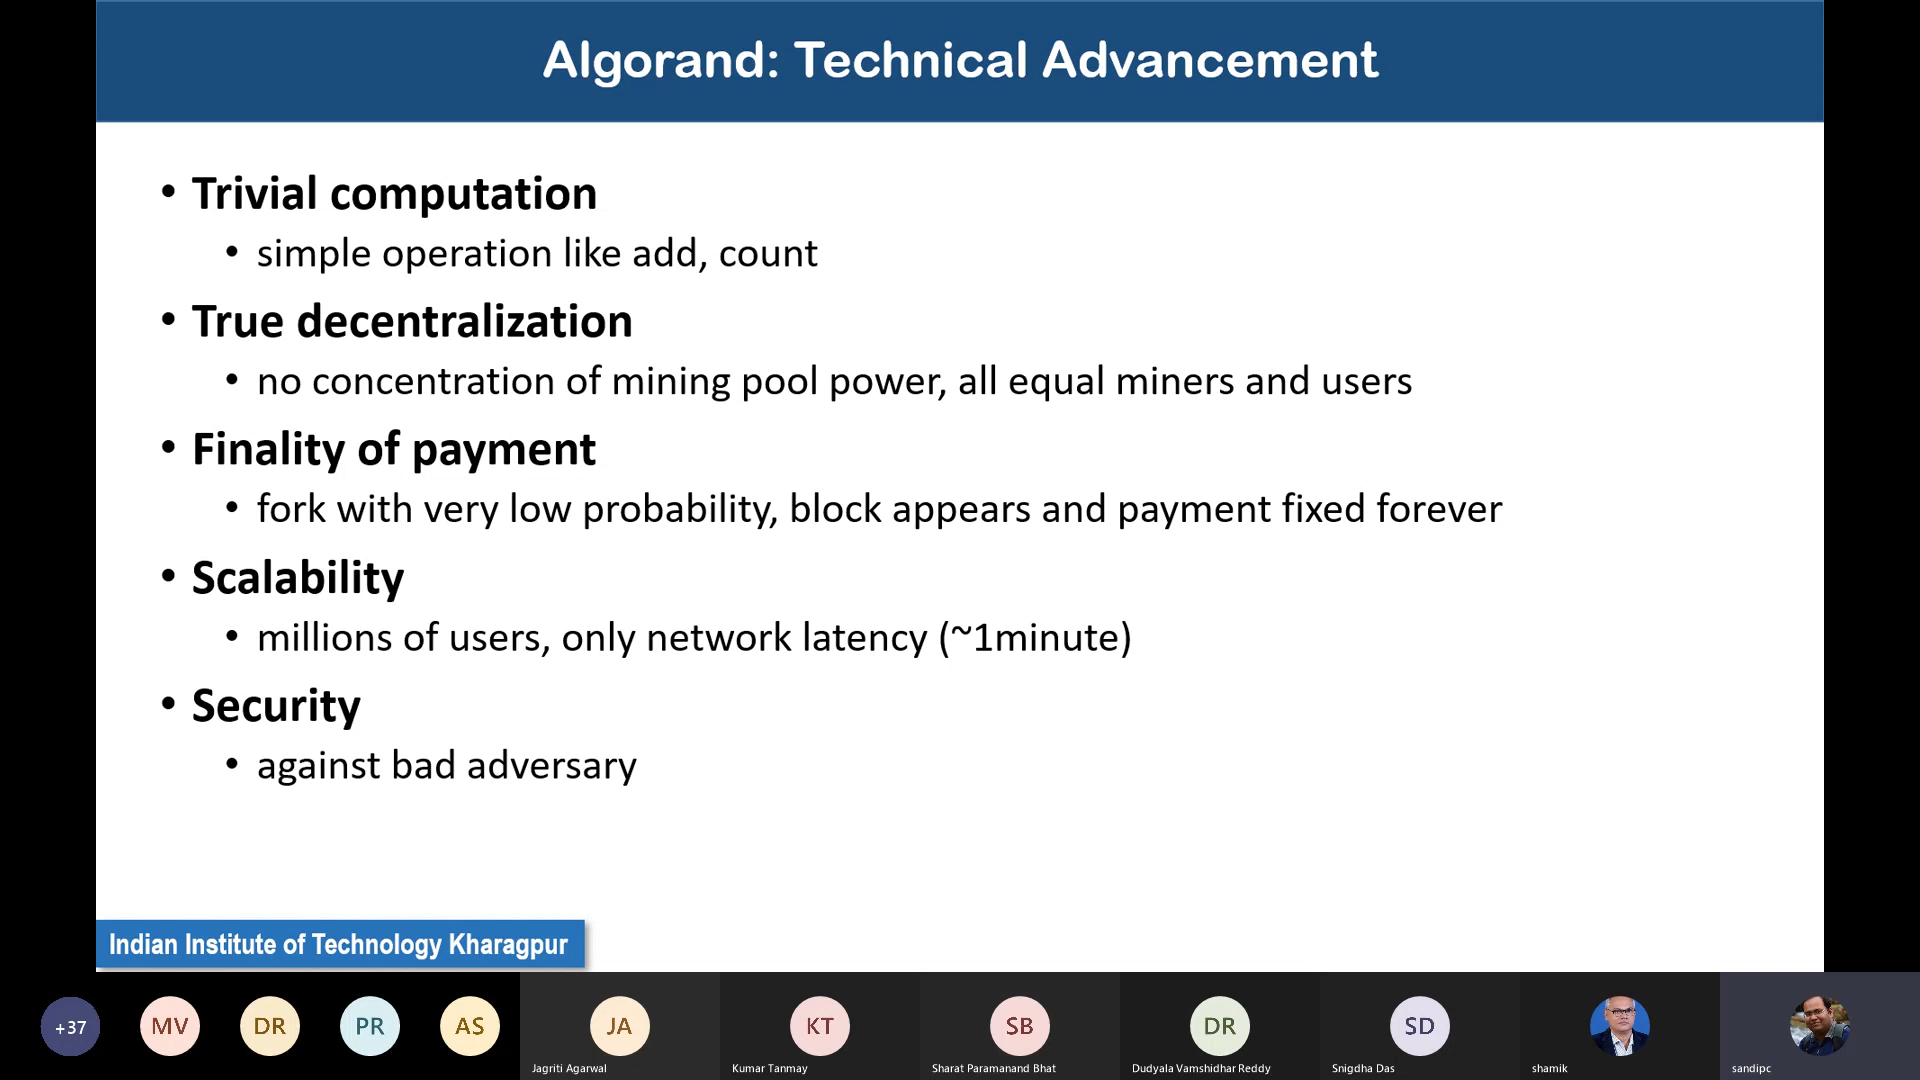 Algorand: Technical Advancement
• Trivial computation
• simple operation like add, count
• True decentralization
• no concentration of mining pool power, all equal miners and users
• Finality of payment
• fork with very low probability, block appears and payment fixed forever
• Scalability
• millions of users, only network latency (~1minute)
• Security
• against bad adversary
Indian Institute of Technology Kharagpur
+37 MV DR PR AS JA KT SB DR SD
Jagriti Agarwal Kumar Tanmay Sharat Paramanand Bhat Dudyala Vamshidhar Reddy Snigdha Das shamik sandipc